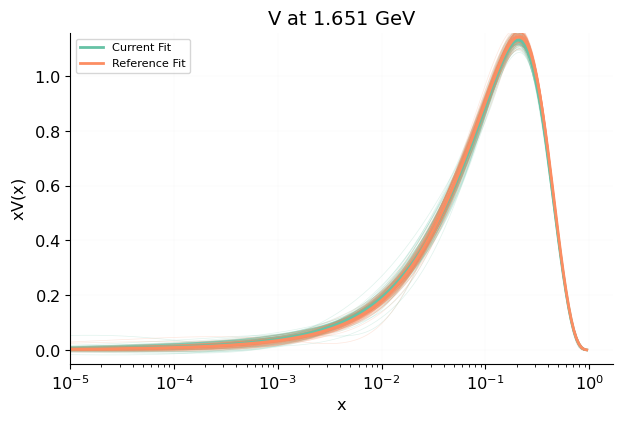 V at 1.651 GeV
Current Fit
Reference Fit
xV(x)
1.0
0.8
0.6
0.4
0.2
0.0
10⁻⁵ 10⁻⁴ 10⁻³ 10⁻² 10⁻¹ 10⁰
x